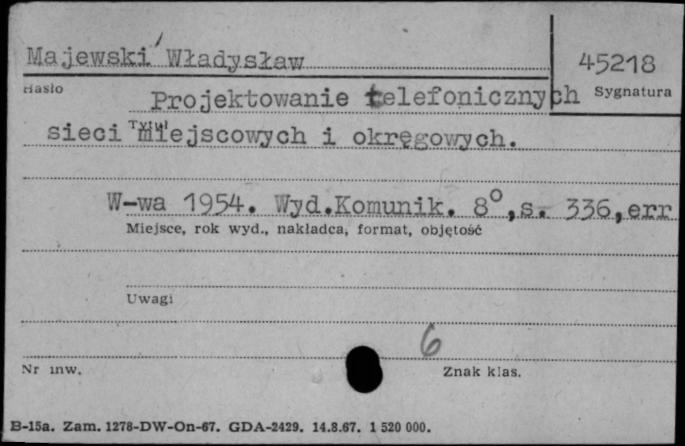 Majewski Władysław
45218
Hasło
Sygnatura
Projektowanie telefonicznych
sieci miejscowych i okręgowych.
Tytuł
W-wa 1954. Wyd.Komunik. 8°,s. 336,err
Miejsce, rok wyd., nakładca, format, objętość
Uwagi
6
Nr inw.
Znak klas.
B-15a. Zam. 1278-DW-On-67. GDA-2429. 14.8.67. 1 520 000.